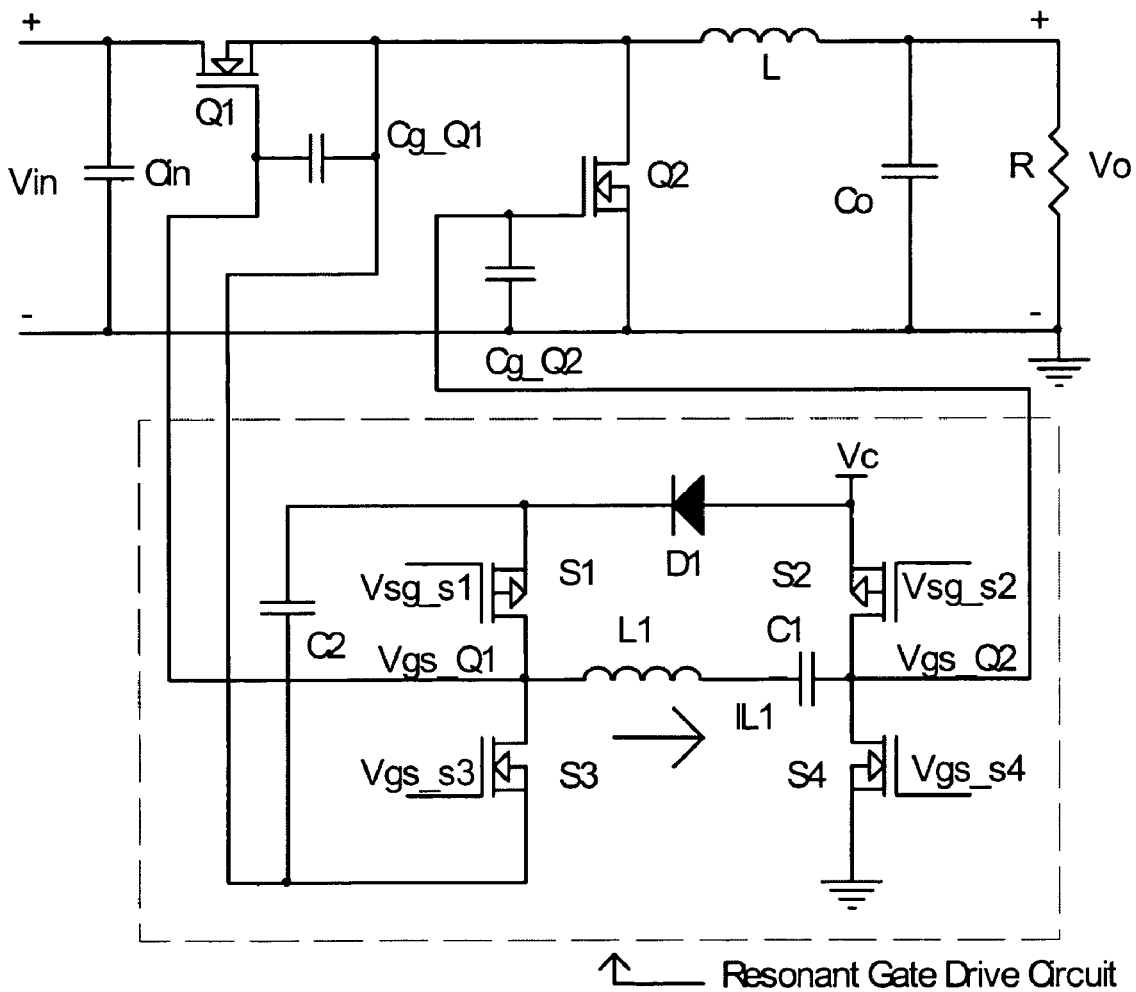 +
+
L
Q1
Cg_Q1
Vin
Cin
Q2
Co
R
Vo
-
-
Cg_Q2
Vc
D1
S1
S2
Vsg_s1
Vsg_s2
C2
L1
C1
Vgs_Q1
Vgs_Q2
IL1
Vgs_s3
S3
S4
Vgs_s4
Resonant Gate Drive Circuit